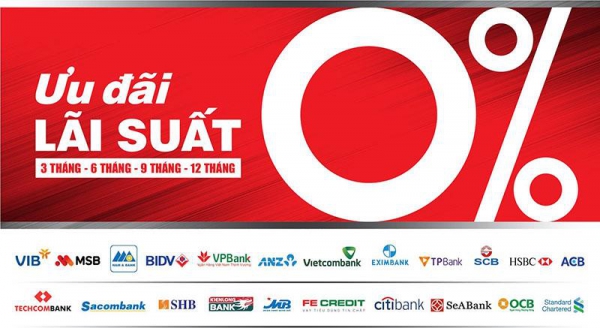 Ưu đãi
LÃI SUẤT
3 THÁNG - 6 THÁNG - 9 THÁNG - 12 THÁNG
0%
VIB MSB BIDV VPBank ANZ Vietcombank EXIMBANK TPBank SCB HSBC ACB
TECHCOMBANK Sacombank SHB KIENLONG BANK MB FE CREDIT citibank SeABank OCB Standard Chartered